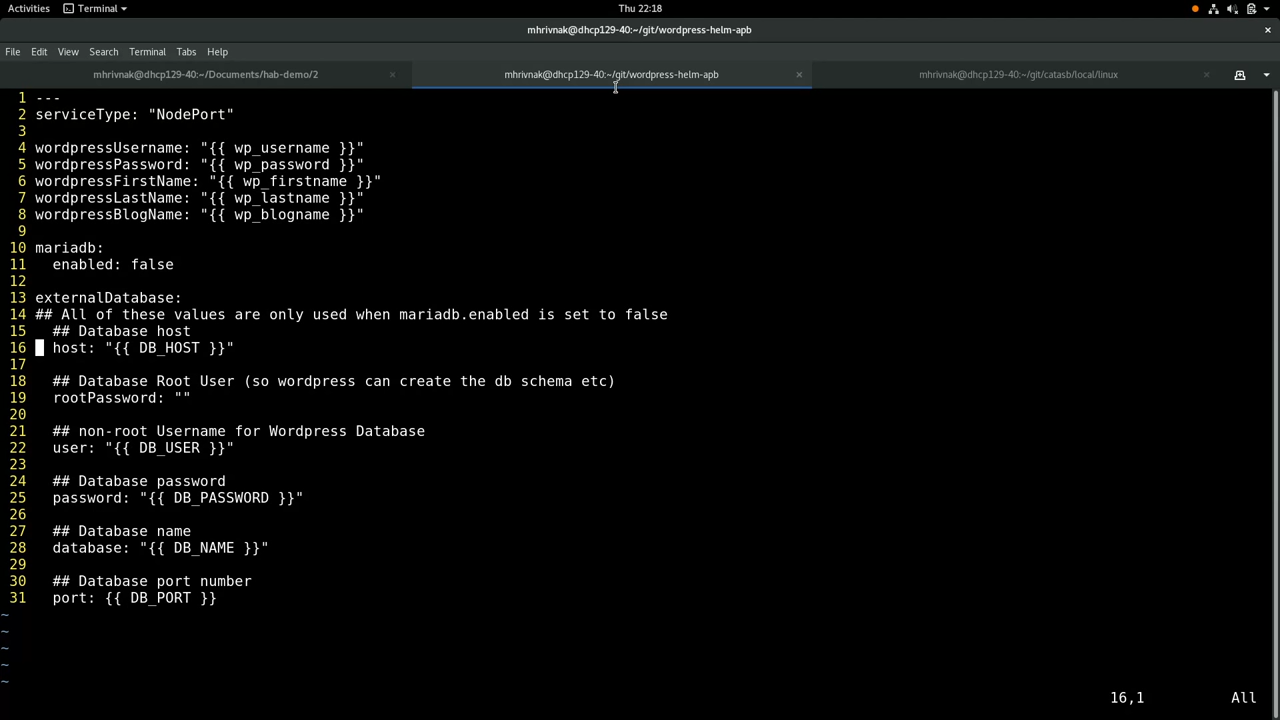 Activities Terminal Thu 22:18
mhrivnak@dhcp129-40:~/git/wordpress-helm-apb
File Edit View Search Terminal Tabs Help
mhrivnak@dhcp129-40:~/Documents/hab-demo/2 mhrivnak@dhcp129-40:~/git/wordpress-helm-apb mhrivnak@dhcp129-40:~/git/catasb/local/linux
1 ---
2 serviceType: "NodePort"
3
4 wordpressUsername: "{{ wp_username }}"
5 wordpressPassword: "{{ wp_password }}"
6 wordpressFirstName: "{{ wp_firstname }}"
7 wordpressLastName: "{{ wp_lastname }}"
8 wordpressBlogName: "{{ wp_blogname }}"
9
10 mariadb:
11   enabled: false
12
13 externalDatabase:
14 ## All of these values are only used when mariadb.enabled is set to false
15   ## Database host
16   host: "{{ DB_HOST }}"
17
18   ## Database Root User (so wordpress can create the db schema etc)
19   rootPassword: ""
20
21   ## non-root Username for Wordpress Database
22   user: "{{ DB_USER }}"
23
24   ## Database password
25   password: "{{ DB_PASSWORD }}"
26
27   ## Database name
28   database: "{{ DB_NAME }}"
29
30   ## Database port number
31   port: {{ DB_PORT }}
~
~
~
~
~
16,1 All